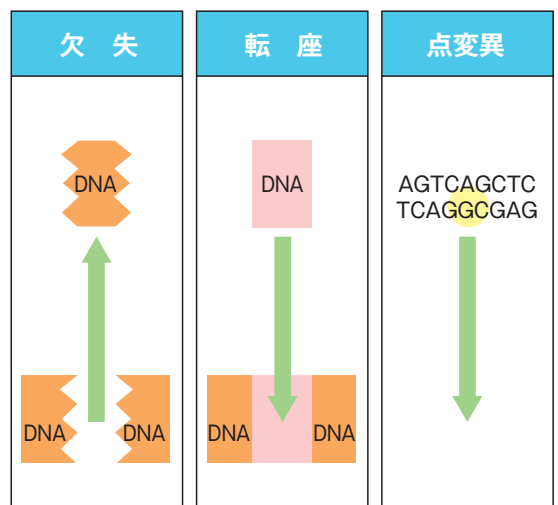 欠 失
DNA
DNA
DNA
転 座
DNA
DNA
DNA
点変異
AGTCAGCTC
TCAGGCGAG